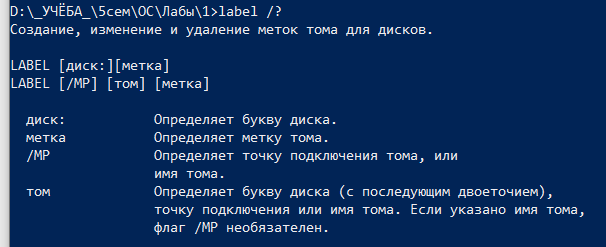 D:\_УЧЁБА_\5сем\ОС\Лабы\1>label /?
Создание, изменение и удаление меток тома для дисков.
LABEL [диск:][метка]
LABEL [/MP] [том] [метка]
диск: Определяет букву диска.
метка Определяет метку тома.
/MP Определяет точку подключения тома, или
имя тома.
том Определяет букву диска (с последующим двоеточием),
точку подключения или имя тома. Если указано имя тома,
флаг /MP необязателен.